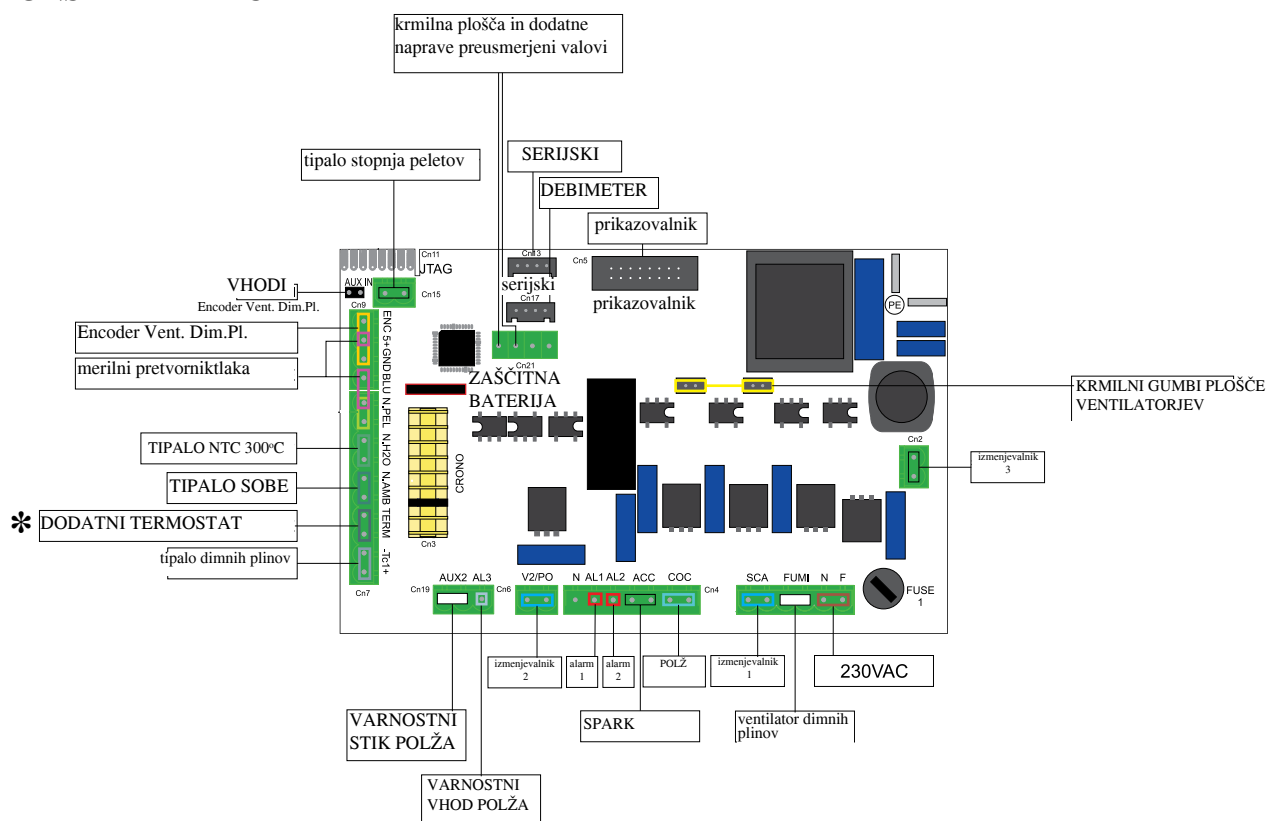 krmilna plošča in dodatne
naprave preusmerjeni valovi
tipalo stopnja peletov
SERIJSKI
DEBIMETER
prikazovalnik
Cn11
JTAG
Cn13
serijski
Cn5
prikazovalnik
VHODI
AUX IN
Cn15
Encoder Vent. Dim.Pl.
Cn9
Cn17
PE
Encoder Vent. Dim.Pl.
merilni pretvorniktlaka
ENC 5+GND BLU N.PEL N.H2O N.AMB TERM -Tc1+
Cn21
ZAŠČITNA
BATERIJA
KRMILNI GUMBI PLOŠČE
VENTILATORJEV
TIPALO NTC 300°C
CRONO
Cn2
izmenjevalnik
3
TIPALO SOBE
* DODATNI TERMOSTAT
Cn3
tipalo dimnih plinov
Cn7
Cn19
AUX2 AL3
Cn6
V2/PO
N AL1 AL2 ACC COC
Cn4
SCA FUMI N F
FUSE
1
izmenjevalnik
2
alarm
1
alarm
2
POLŽ
izmenjevalnik
1
230VAC
VARNOSTNI
STIK POLŽA
SPARK
ventilator dimnih
plinov
VARNOSTNI
VHOD POLŽA